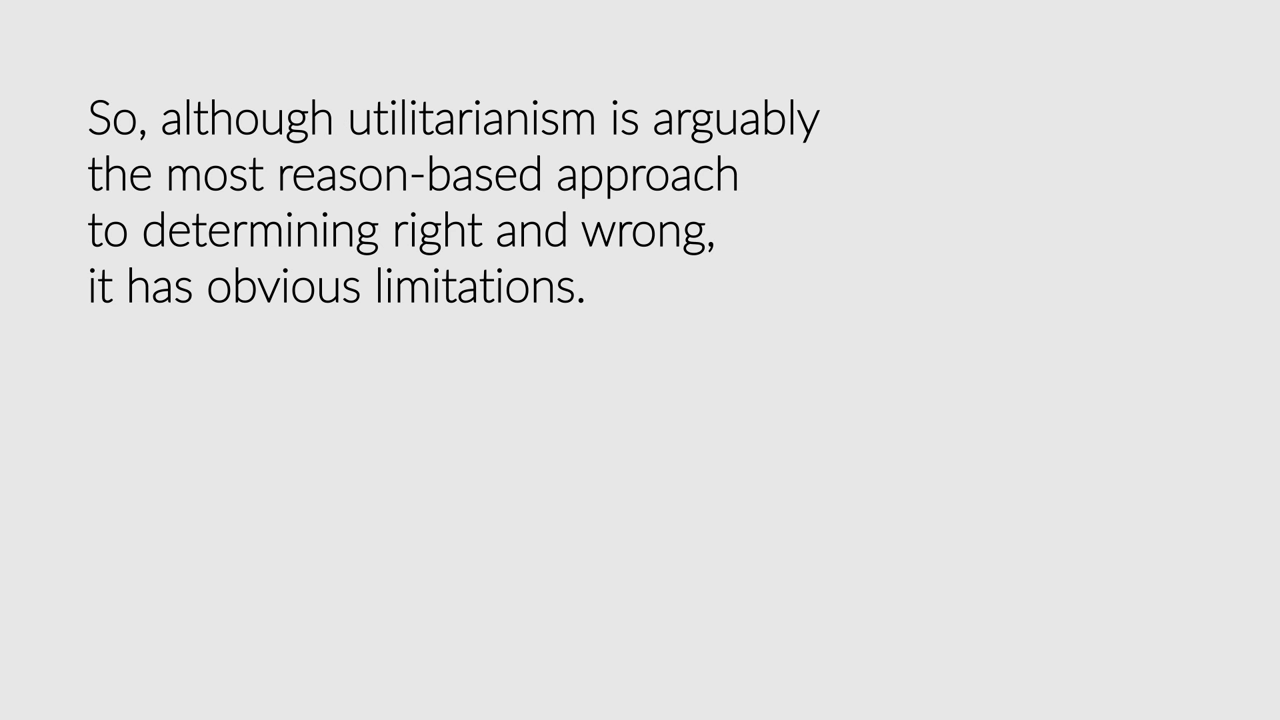 So, although utilitarianism is arguably
the most reason-based approach
to determining right and wrong,
it has obvious limitations.